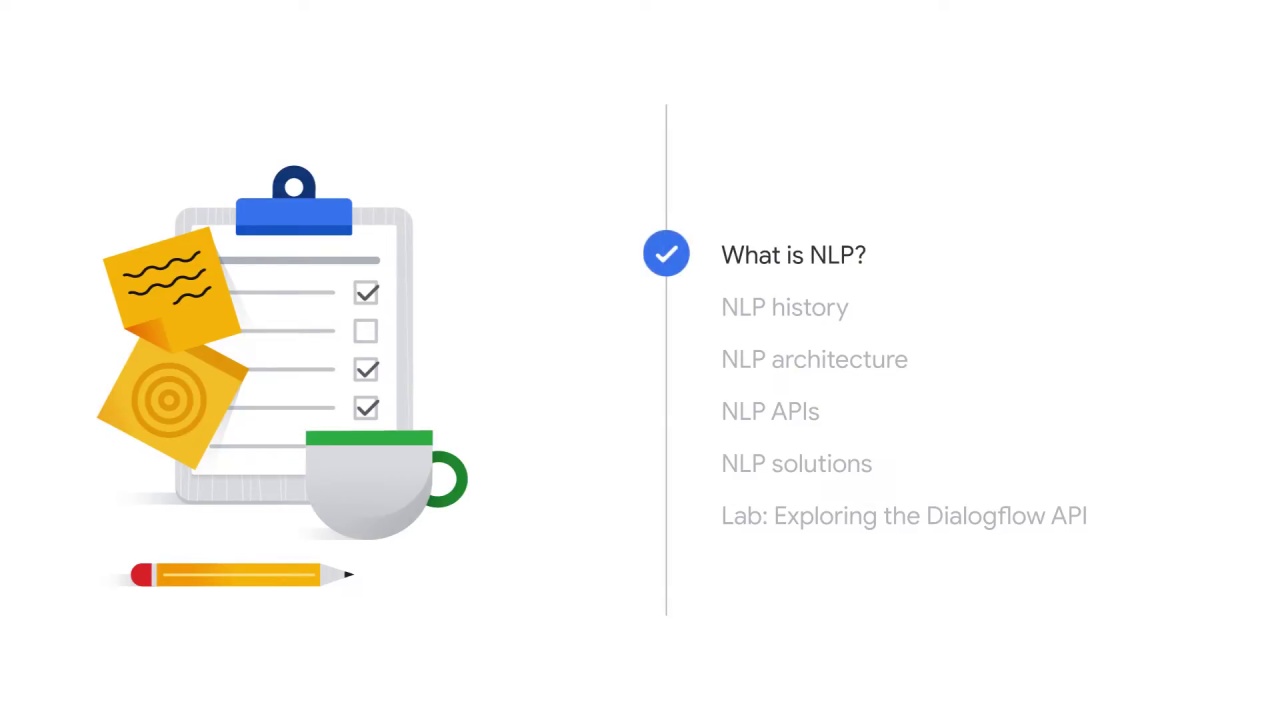 What is NLP?
NLP history
NLP architecture
NLP APIs
NLP solutions
Lab: Exploring the Dialogflow API